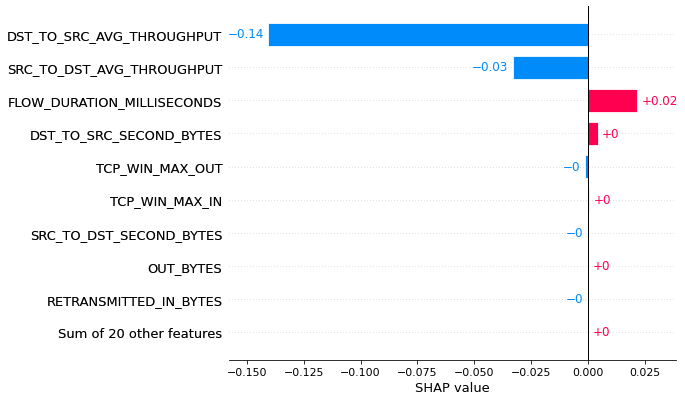 DST_TO_SRC_AVG_THROUGHPUT −0.14
SRC_TO_DST_AVG_THROUGHPUT −0.03
FLOW_DURATION_MILLISECONDS +0.02
DST_TO_SRC_SECOND_BYTES +0
TCP_WIN_MAX_OUT −0
TCP_WIN_MAX_IN +0
SRC_TO_DST_SECOND_BYTES −0
OUT_BYTES +0
RETRANSMITTED_IN_BYTES −0
Sum of 20 other features +0
−0.150 −0.125 −0.100 −0.075 −0.050 −0.025 0.000 0.025
SHAP value